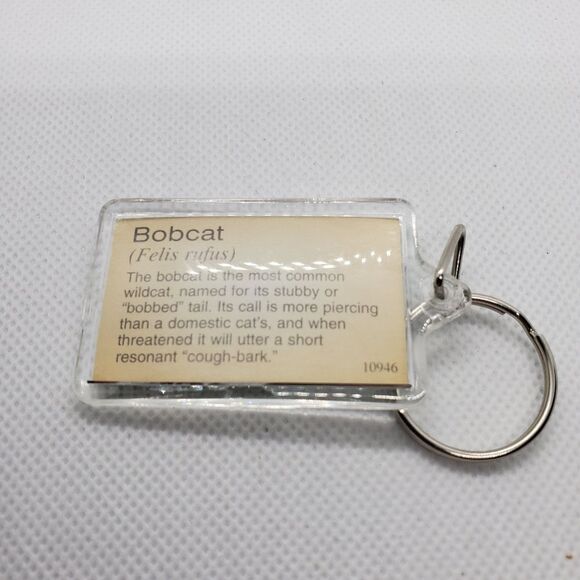 Bobcat
(Felis rufus)
The bobcat is the most common
wildcat, named for its stubby or
"bobbed" tail. Its call is more piercing
than a domestic cat's, and when
threatened it will utter a short
resonant "cough-bark."
10946